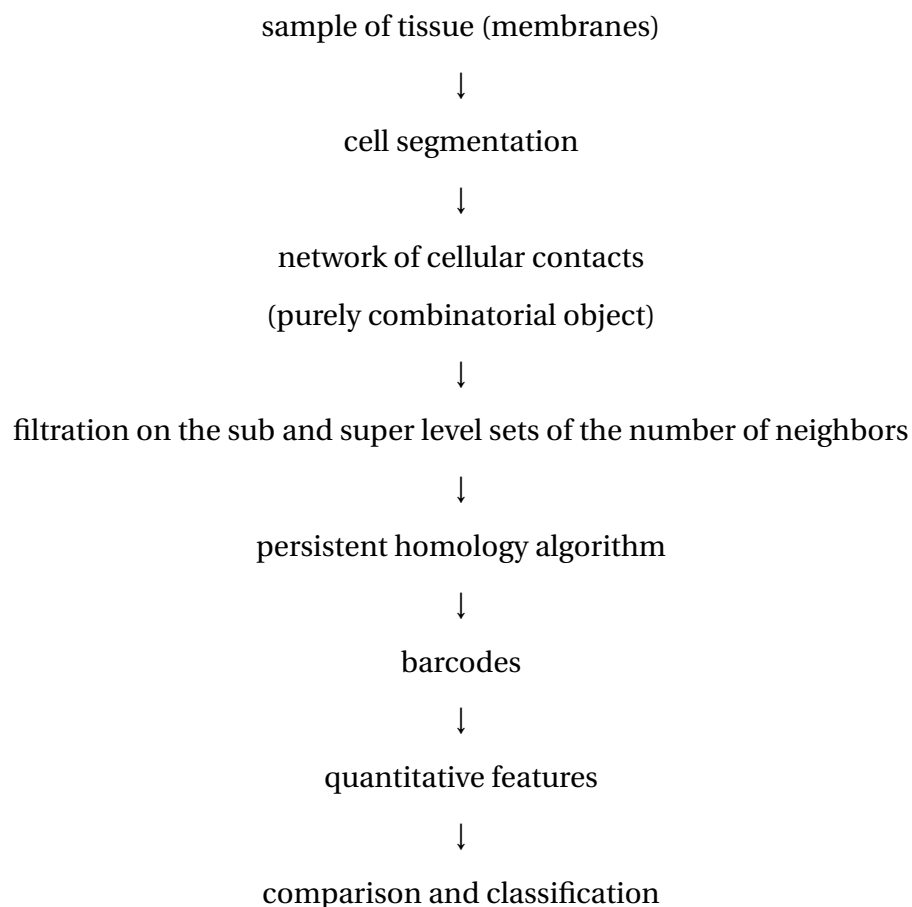 sample of tissue (membranes)
↓
cell segmentation
↓
network of cellular contacts
(purely combinatorial object)
↓
filtration on the sub and super level sets of the number of neighbors
↓
persistent homology algorithm
↓
barcodes
↓
quantitative features
↓
comparison and classification